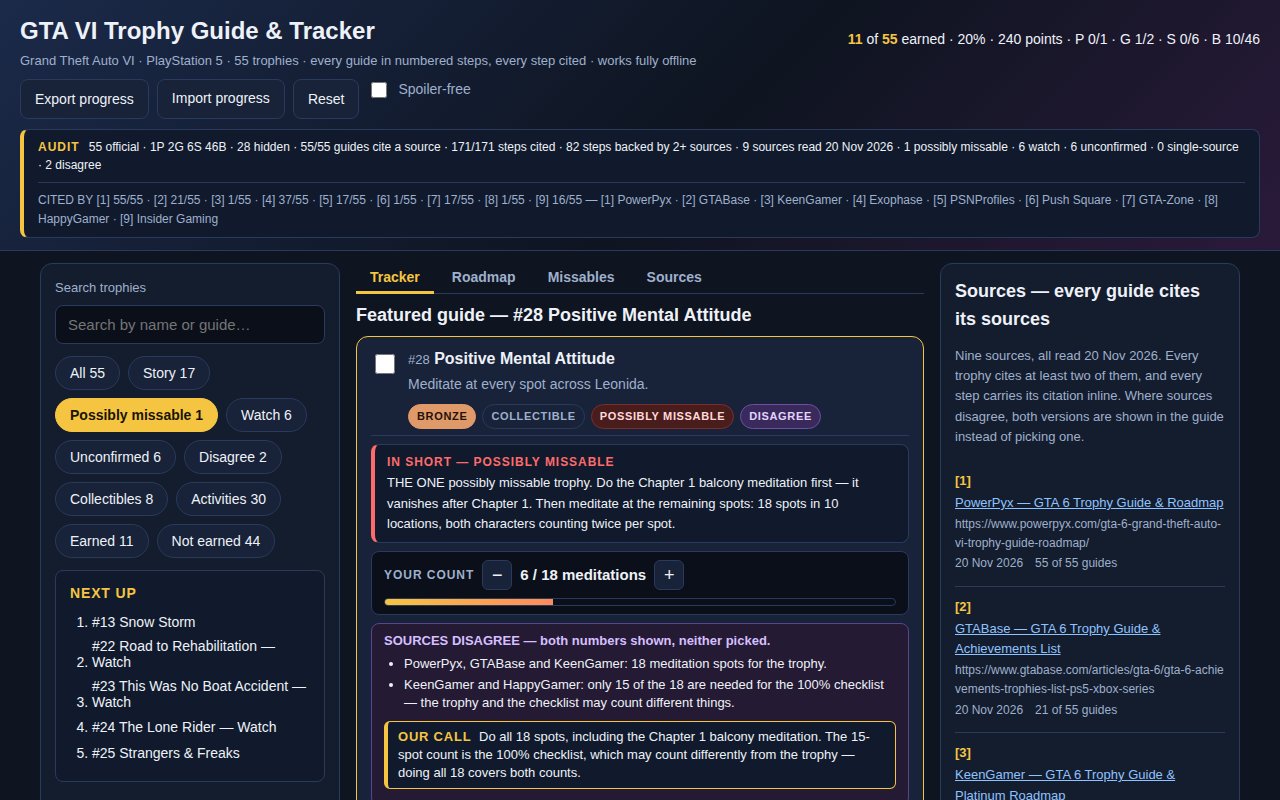 GTA VI Trophy Guide & Tracker
11 of 55 earned · 20% · 240 points · P 0/1 · G 1/2 · S 0/6 · B 10/46
Grand Theft Auto VI · PlayStation 5 · 55 trophies · every guide in numbered steps, every step cited · works fully offline
Export progress
Import progress
Reset
Spoiler-free
AUDIT 55 official · 1P 2G 6S 46B · 28 hidden · 55/55 guides cite a source · 171/171 steps cited · 82 steps backed by 2+ sources · 9 sources read 20 Nov 2026 · 1 possibly missable · 6 watch · 6 unconfirmed · 0 single-source
· 2 disagree
CITED BY [1] 55/55 · [2] 21/55 · [3] 1/55 · [4] 37/55 · [5] 17/55 · [6] 1/55 · [7] 17/55 · [8] 1/55 · [9] 16/55 — [1] PowerPyx · [2] GTABase · [3] KeenGamer · [4] Exophase · [5] PSNProfiles · [6] Push Square · [7] GTA-Zone · [8]
HappyGamer · [9] Insider Gaming
Search trophies
Search by name or guide…
All 55
Story 17
Possibly missable 1
Watch 6
Unconfirmed 6
Disagree 2
Collectibles 8
Activities 30
Earned 11
Not earned 44
NEXT UP
1. #13 Snow Storm
2. #22 Road to Rehabilitation —
Watch
3. #23 This Was No Boat Accident —
Watch
4. #24 The Lone Rider — Watch
5. #25 Strangers & Freaks
Tracker
Roadmap
Missables
Sources
Featured guide — #28 Positive Mental Attitude
#28 Positive Mental Attitude
Meditate at every spot across Leonida.
BRONZE
COLLECTIBLE
POSSIBLY MISSABLE
DISAGREE
IN SHORT — POSSIBLY MISSABLE
THE ONE possibly missable trophy. Do the Chapter 1 balcony meditation first — it
vanishes after Chapter 1. Then meditate at the remaining spots: 18 spots in 10
locations, both characters counting twice per spot.
YOUR COUNT − 6 / 18 meditations +
SOURCES DISAGREE — both numbers shown, neither picked.
• PowerPyx, GTABase and KeenGamer: 18 meditation spots for the trophy.
• KeenGamer and HappyGamer: only 15 of the 18 are needed for the 100% checklist
— the trophy and the checklist may count different things.
OUR CALL Do all 18 spots, including the Chapter 1 balcony meditation. The 15-
spot count is the 100% checklist, which may count differently from the trophy —
doing all 18 covers both counts.
Sources — every guide cites
its sources
Nine sources, all read 20 Nov 2026. Every
trophy cites at least two of them, and every
step carries its citation inline. Where sources
disagree, both versions are shown in the guide
instead of picking one.
[1]
PowerPyx — GTA 6 Trophy Guide & Roadmap
https://www.powerpyx.com/gta-6-grand-theft-auto-
vi-trophy-guide-roadmap/
20 Nov 2026 55 of 55 guides
[2]
GTABase — GTA 6 Trophy Guide &
Achievements List
https://www.gtabase.com/articles/gta-6/gta-6-achie
vements-trophies-list-ps5-xbox-series
20 Nov 2026 21 of 55 guides
[3]
KeenGamer — GTA 6 Trophy Guide &
Platinum Roadmap